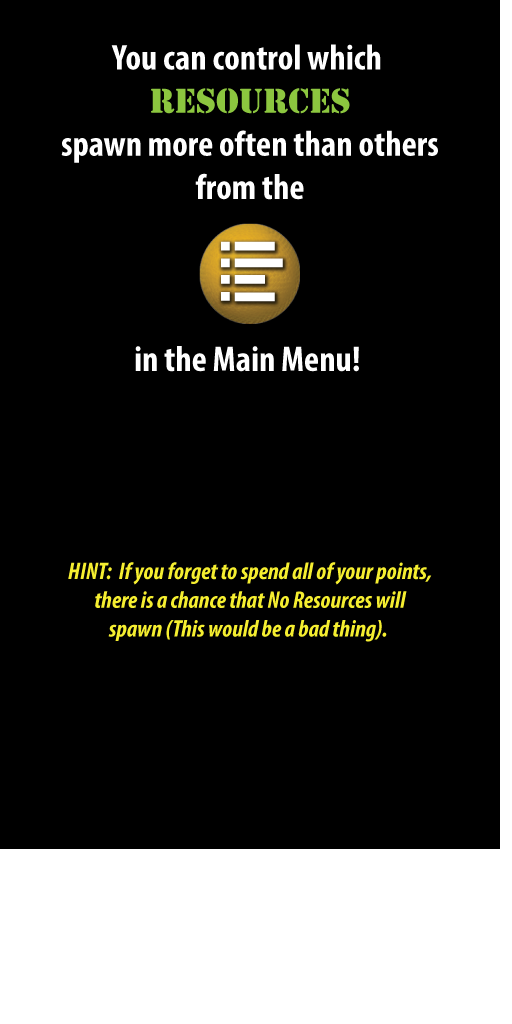 You can control which
RESOURCES
spawn more often than others
from the
in the Main Menu!
HINT:  If you forget to spend all of your points,
there is a chance that No Resources will
spawn (This would be a bad thing).